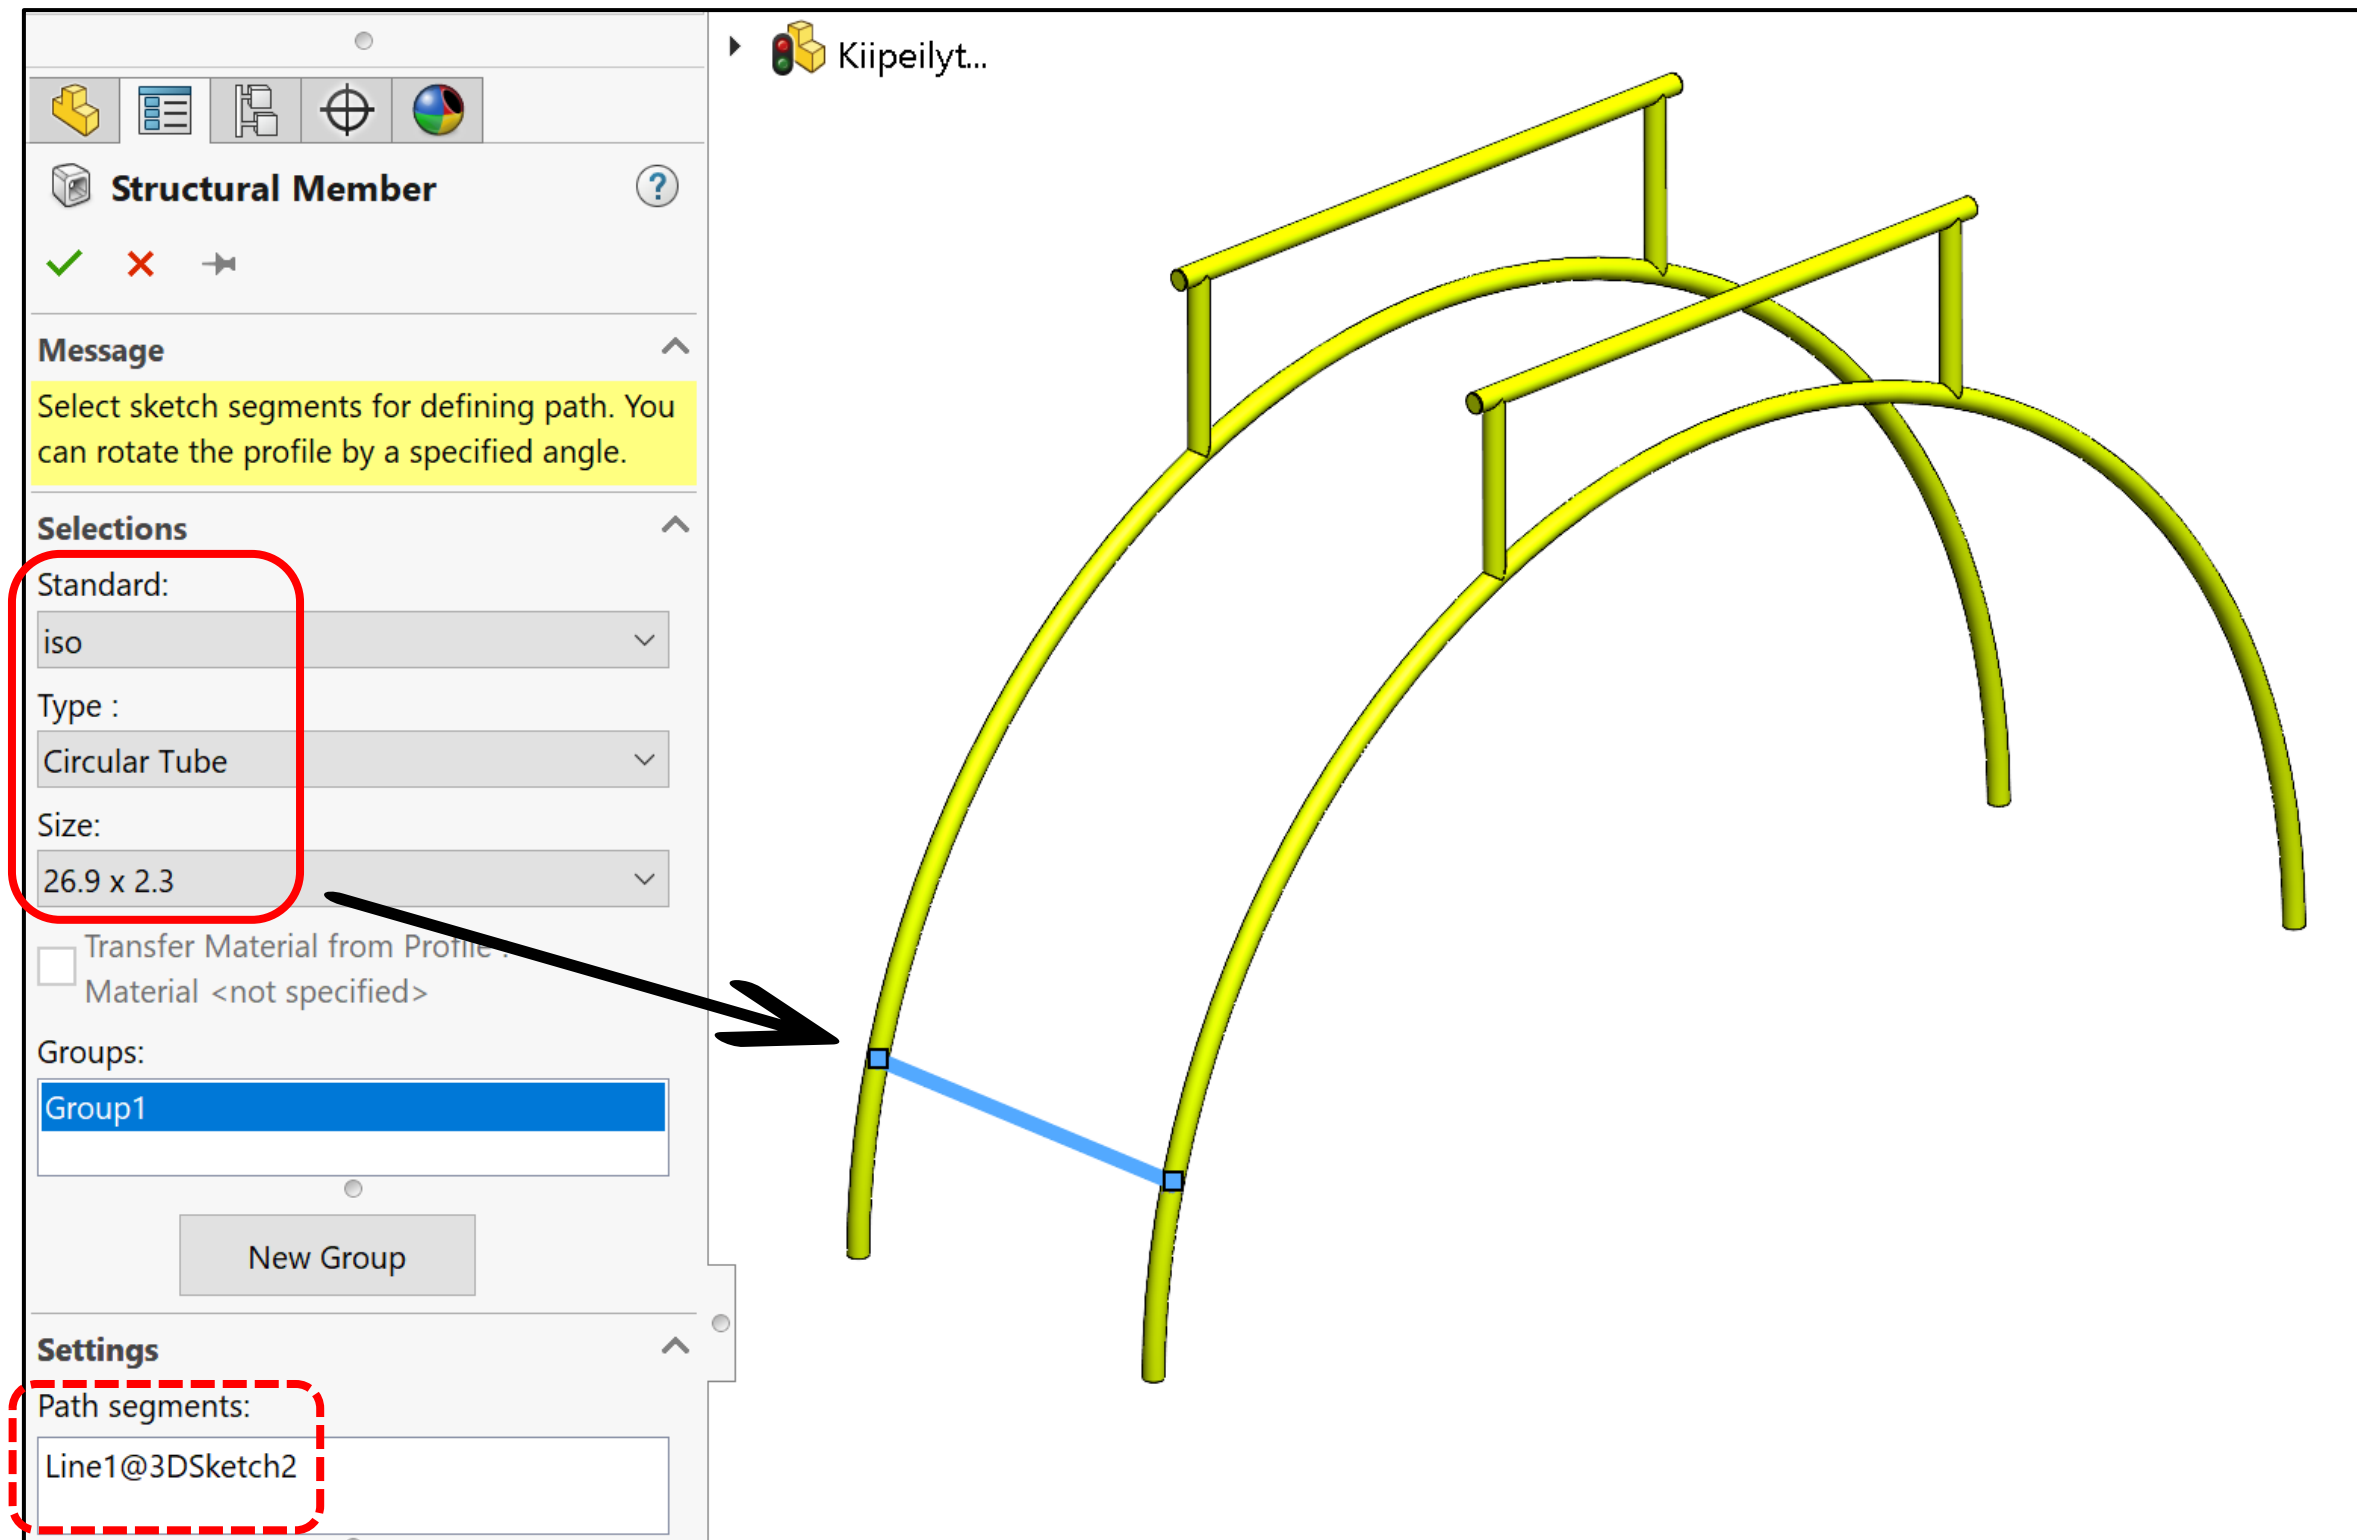 Kiipeilyt...
Structural Member
?
Message
Select sketch segments for defining path. You
can rotate the profile by a specified angle.
Selections
Standard:
iso
Type :
Circular Tube
Size:
26.9 x 2.3
Transfer Material from Profile :
Material <not specified>
Groups:
Group1
New Group
Settings
Path segments:
Line1@3DSketch2